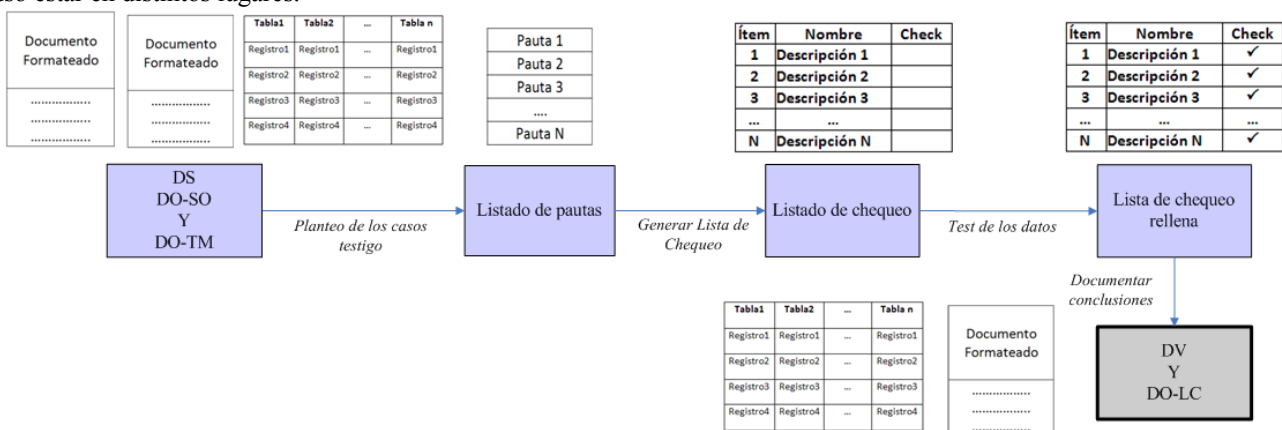 uso estar en distintos lugares.
Documento
Formateado
.................
.................
.................
Documento
Formateado
.................
.................
.................
Tabla1 Tabla2 ... Tabla n
Registro1 Registro1 ... Registro1
Registro2 Registro2 ... Registro2
Registro3 Registro3 ... Registro3
Registro4 Registro4 ... Registro4
Pauta 1
Pauta 2
Pauta 3
....
Pauta N
Ítem Nombre Check
1 Descripción 1
2 Descripción 2
3 Descripción 3
... ...
N Descripción N
Ítem Nombre Check
1 Descripción 1 ✓
2 Descripción 2 ✓
3 Descripción 3 ✓
... ... ...
N Descripción N ✓
DS
DO-SO
Y
DO-TM
Planteo de los casos
testigo
Listado de pautas
Generar Lista de
Chequeo
Listado de chequeo
Test de los datos
Lista de chequeo
rellena
Documentar
conclusiones
Tabla1 Tabla2 ... Tabla n
Registro1 Registro1 ... Registro1
Registro2 Registro2 ... Registro2
Registro3 Registro3 ... Registro3
Registro4 Registro4 ... Registro4
Documento
Formateado
.................
.................
.................
DV
Y
DO-LC